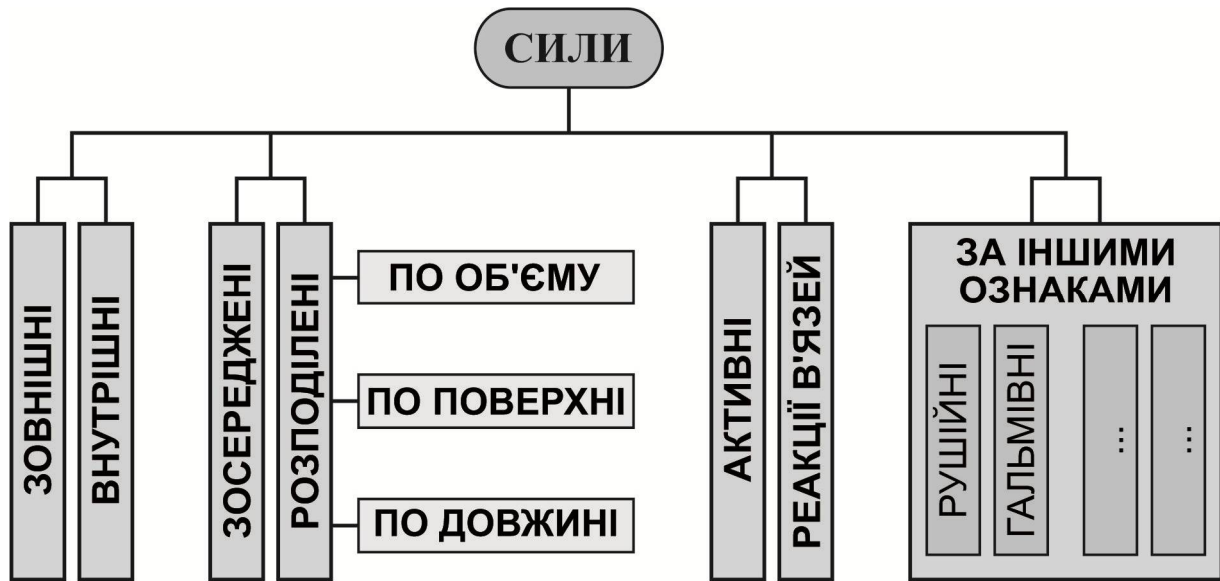 СИЛИ
ЗОВНІШНІ
ВНУТРІШНІ
ЗОСЕРЕДЖЕНІ
РОЗПОДІЛЕНІ
ПО ОБ'ЄМУ
ПО ПОВЕРХНІ
ПО ДОВЖИНІ
АКТИВНІ
РЕАКЦІЇ В'ЯЗЕЙ
ЗА ІНШИМИ
ОЗНАКАМИ
РУШІЙНІ
ГАЛЬМІВНІ
...
...